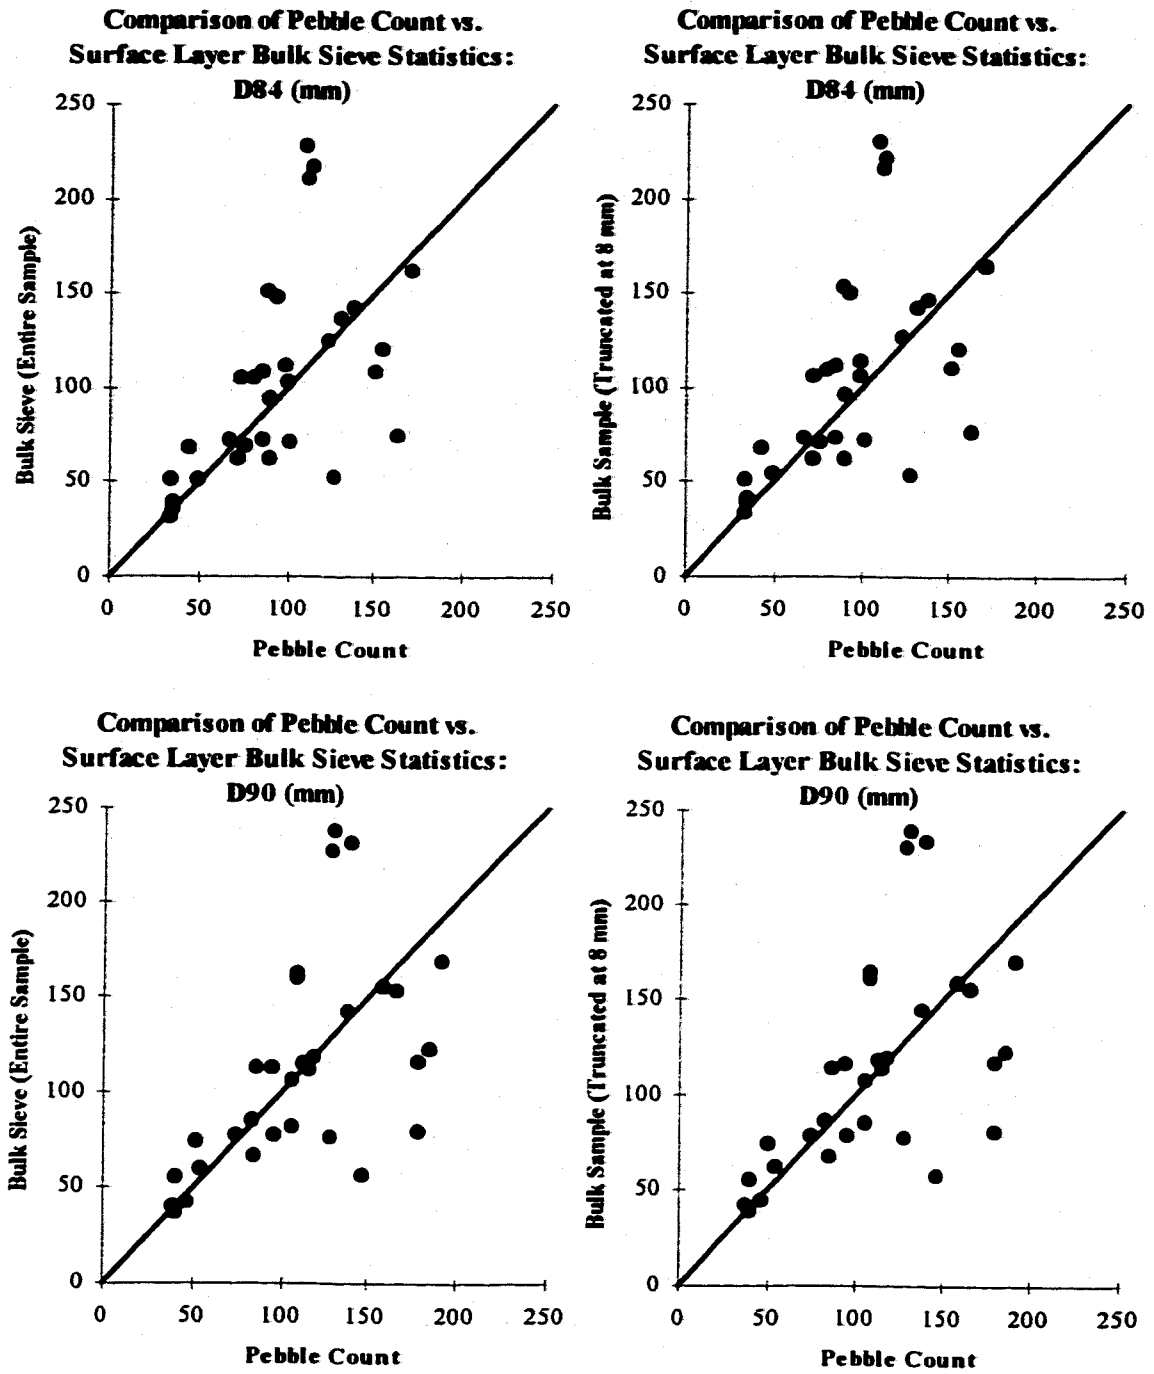 Comparison of Pebble Count vs.
Surface Layer Bulk Sieve Statistics:
D84 (mm)
250
200
150
100
50
0
Bulk Sieve (Entire Sample)
0 50 100 150 200 250
Pebble Count
Comparison of Pebble Count vs.
Surface Layer Bulk Sieve Statistics:
D84 (mm)
250
200
150
100
50
0
Bulk Sample (Truncated at 8 mm)
0 50 100 150 200 250
Pebble Count
Comparison of Pebble Count vs.
Surface Layer Bulk Sieve Statistics:
D90 (mm)
250
200
150
100
50
0
Bulk Sieve (Entire Sample)
0 50 100 150 200 250
Pebble Count
Comparison of Pebble Count vs.
Surface Layer Bulk Sieve Statistics:
D90 (mm)
250
200
150
100
50
0
Bulk Sample (Truncated at 8 mm)
0 50 100 150 200 250
Pebble Count